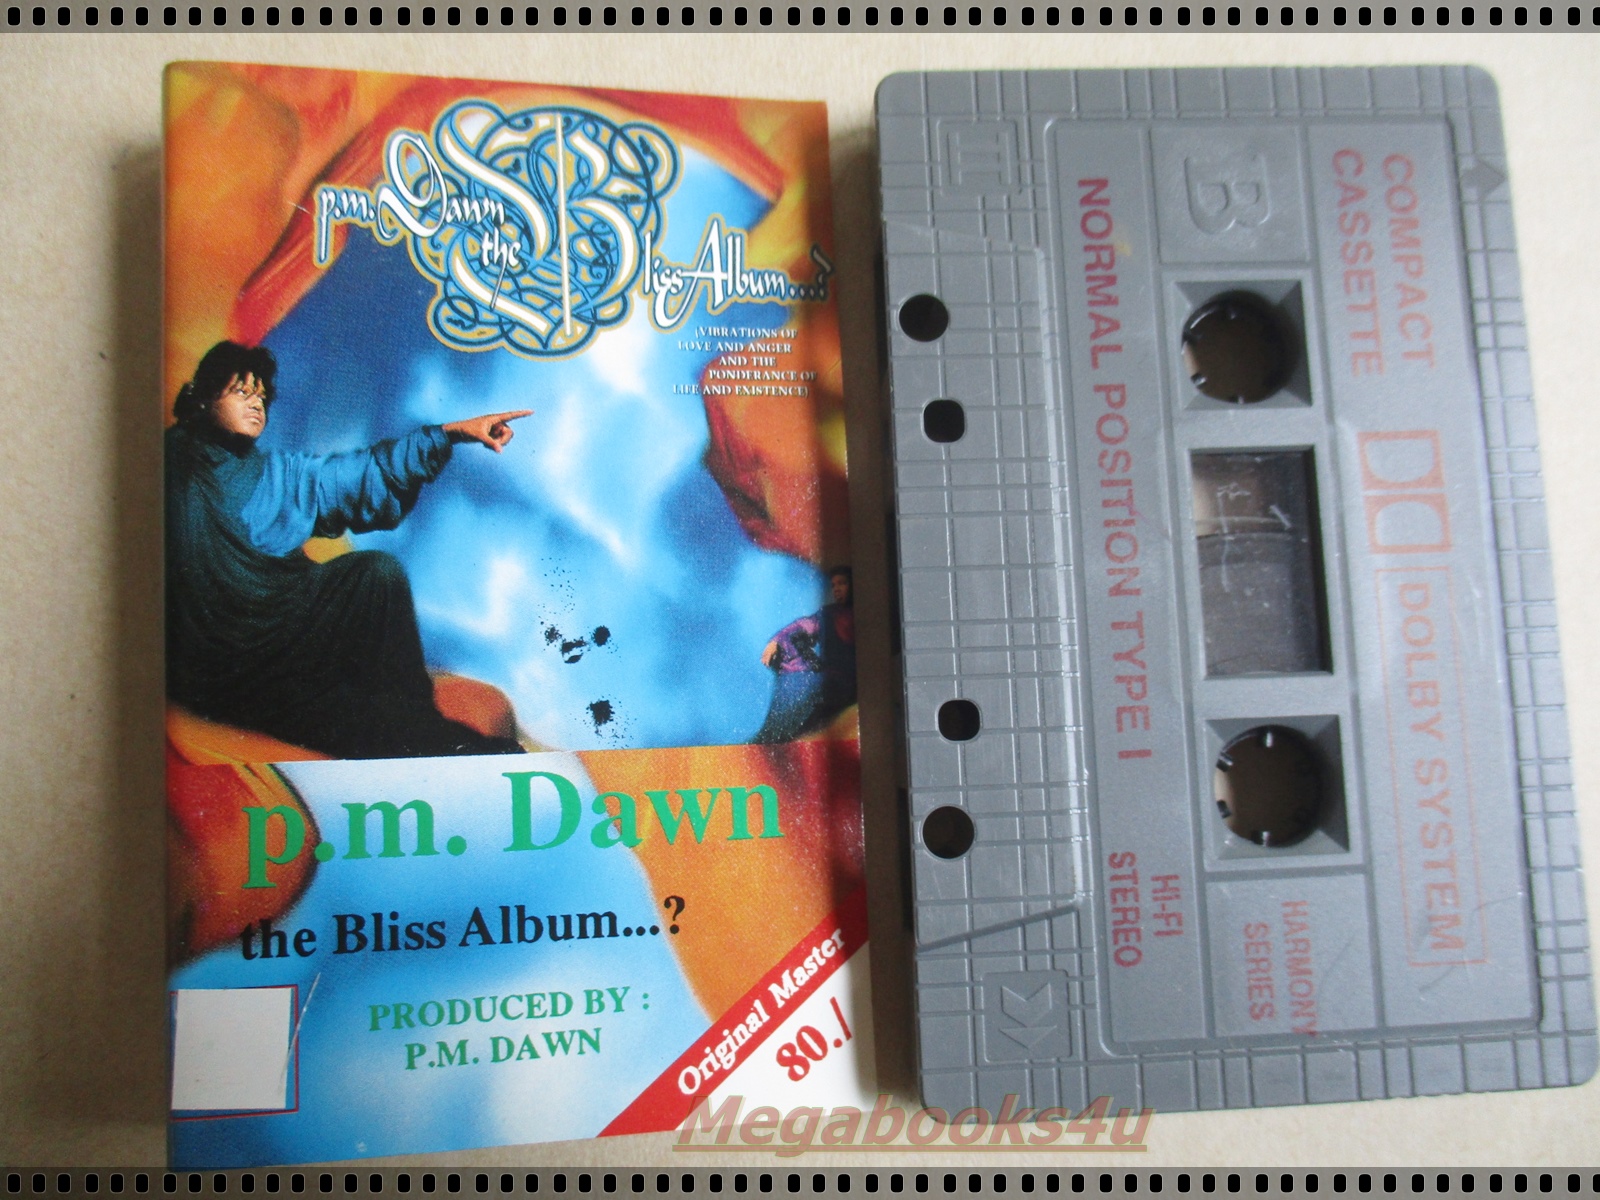 p.m. Dawn
the Bliss Album...?
(VIBRATIONS OF
LOVE AND ANGER
AND THE
PONDERANCE OF
LIFE AND EXISTENCE)
p.m. Dawn
the Bliss Album...?
PRODUCED BY :
P.M. DAWN
Original Master
80./
COMPACT
CASSETTE
B
NORMAL POSITION TYPE I
DOLBY SYSTEM
HI-FI
STEREO
HARMONY
SERIES
Megabooks4u